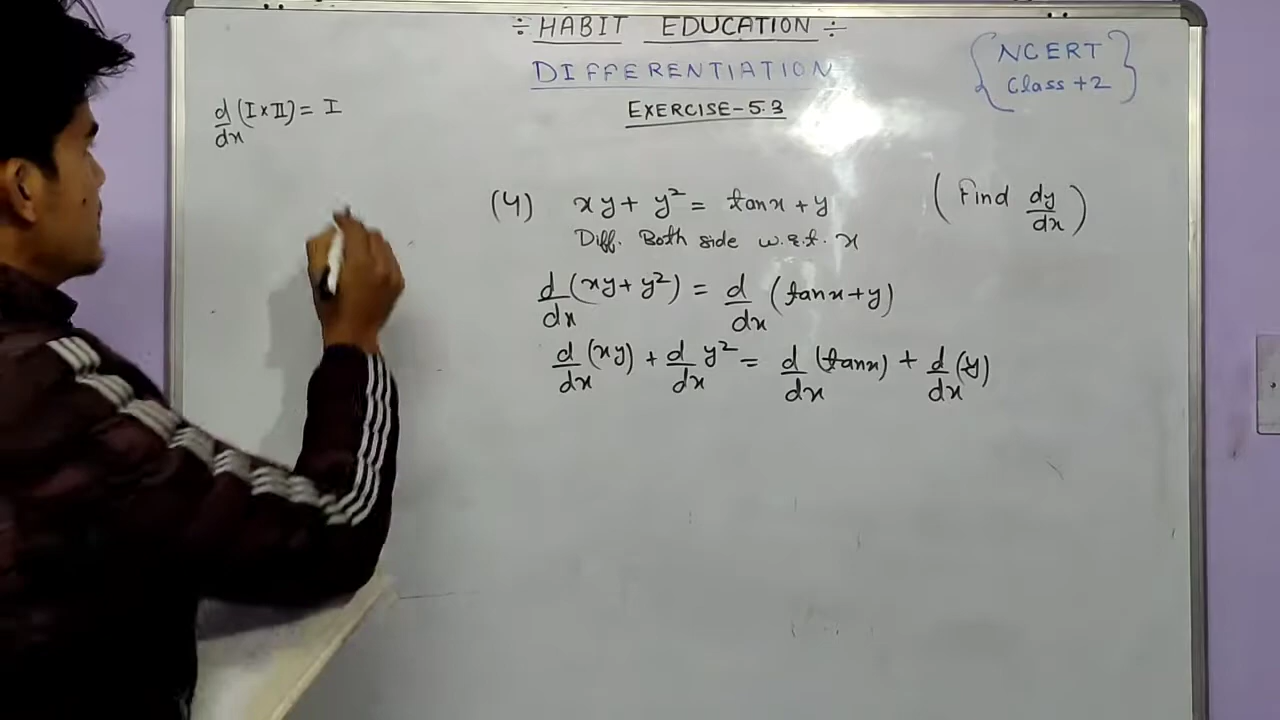 ÷ HABIT EDUCATION ÷
DIFFERENTIATION
EXERCISE-5.3
{ NCERT
Class +2 }
d/dx (I×II) = I
(4) xy + y² = tanx + y (Find dy/dx)
Diff. Both side w.r.t. x
d/dx (xy + y²) = d/dx (tanx + y)
d/dx (xy) + d/dx y² = d/dx (tanx) + d/dx (y)